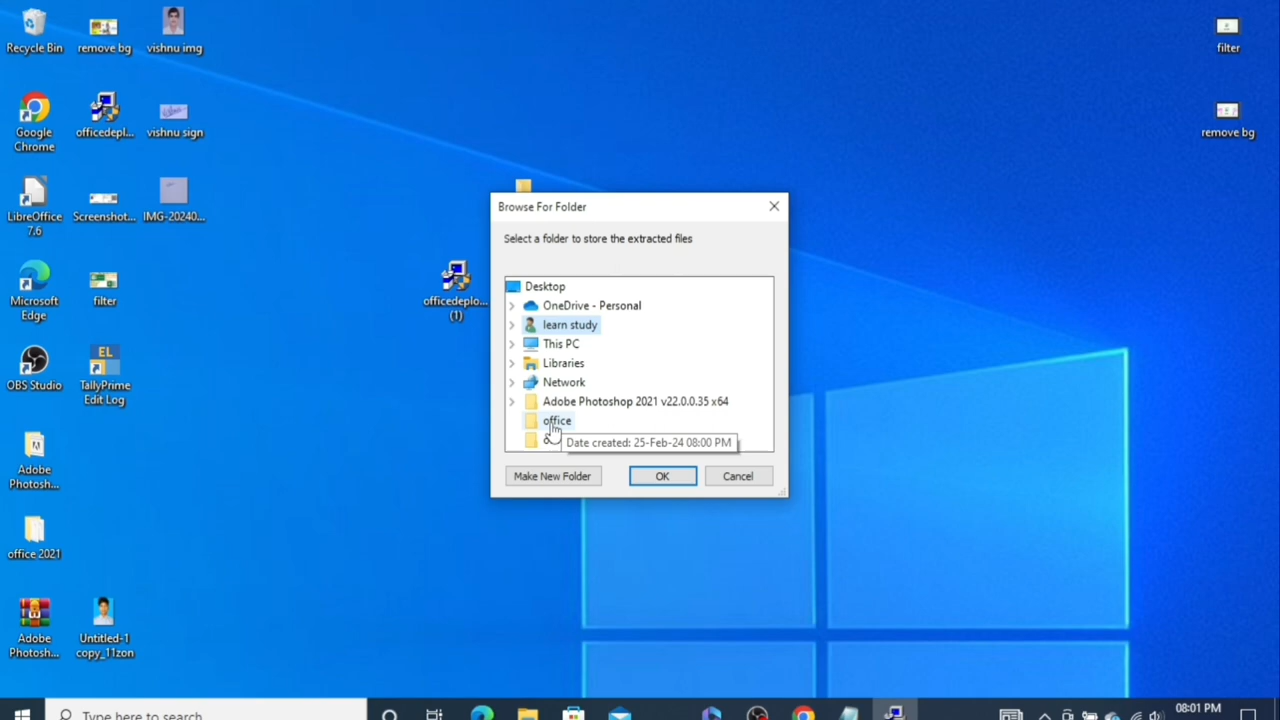 Recycle Bin
remove bg
vishnu img
filter
Google
Chrome
officedepl...
vishnu sign
remove bg
LibreOffice
7.6
Screenshot...
IMG-20240...
Browse For Folder
Select a folder to store the extracted files
Desktop
OneDrive - Personal
learn study
This PC
Libraries
Network
Adobe Photoshop 2021 v22.0.0.35 x64
office
Date created: 25-Feb-24 08:00 PM
Make New Folder
OK
Cancel
Microsoft
Edge
filter
officedeplo...
(1)
OBS Studio
EL
TallyPrime
Edit Log
Adobe
Photosh...
office 2021
Adobe
Photosh...
Untitled-1
copy_11zon
Type here to search
08:01 PM